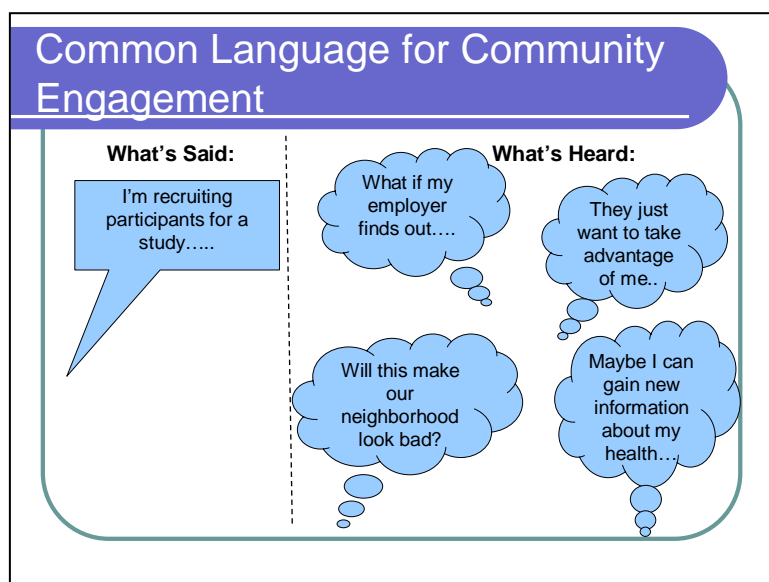 Common Language for Community
Engagement
What's Said:
I'm recruiting
participants for a
study…..
What's Heard:
What if my
employer
finds out….
They just
want to take
advantage
of me..
Will this make
our
neighborhood
look bad?
Maybe I can
gain new
information
about my
health…